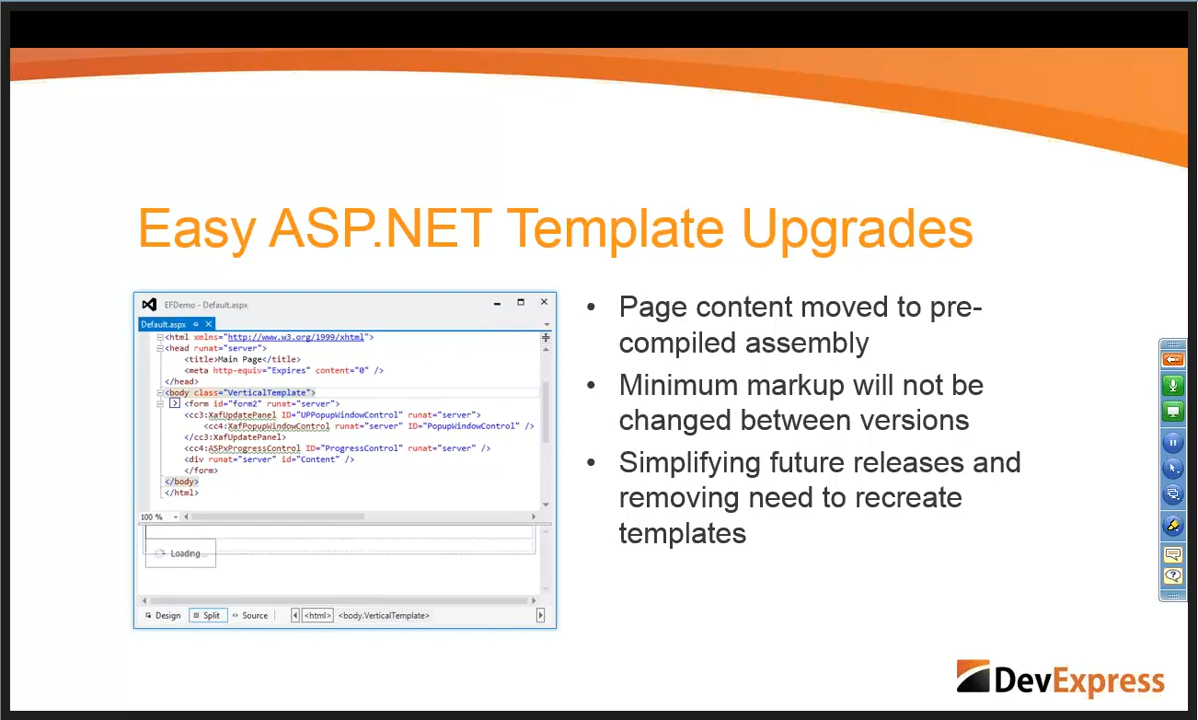 Easy ASP.NET Template Upgrades
EFDemo - Default.aspx
Default.aspx
<html xmlns="http://www.w3.org/1999/xhtml">
<head runat="server">
<title>Main Page</title>
<meta http-equiv="Expires" content="0" />
</head>
<body class="VerticalTemplate">
<form id="form2" runat="server">
<cc3:XafUpdatePanel ID="UPPopupWindowControl" runat="server">
<cc4:XafPopupWindowControl runat="server" ID="PopupWindowControl" />
</cc3:XafUpdatePanel>
<cc4:ASPxProgressControl ID="ProgressControl" runat="server" />
<div runat="server" id="Content" />
</form>
</body>
</html>
100 %
Loading...
Design Split Source <html> <body.VerticalTemplate>
• Page content moved to pre-
compiled assembly
• Minimum markup will not be
changed between versions
• Simplifying future releases and
removing need to recreate
templates
DevExpress